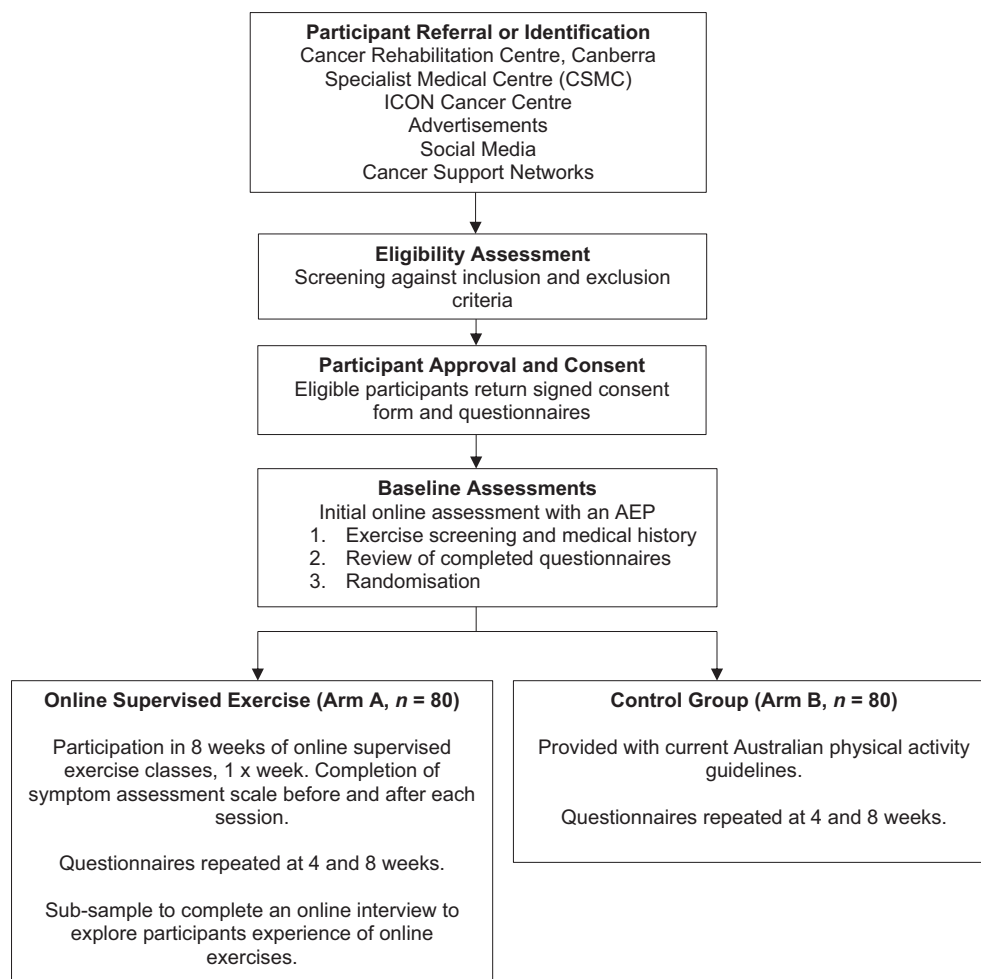 Participant Referral or Identification
Cancer Rehabilitation Centre, Canberra
Specialist Medical Centre (CSMC)
ICON Cancer Centre
Advertisements
Social Media
Cancer Support Networks
Eligibility Assessment
Screening against inclusion and exclusion
criteria
Participant Approval and Consent
Eligible participants return signed consent
form and questionnaires
Baseline Assessments
Initial online assessment with an AEP
1. Exercise screening and medical history
2. Review of completed questionnaires
3. Randomisation
Online Supervised Exercise (Arm A, n = 80)
Participation in 8 weeks of online supervised
exercise classes, 1 x week. Completion of
symptom assessment scale before and after each
session.
Questionnaires repeated at 4 and 8 weeks.
Sub-sample to complete an online interview to
explore participants experience of online
exercises.
Control Group (Arm B, n = 80)
Provided with current Australian physical activity
guidelines.
Questionnaires repeated at 4 and 8 weeks.